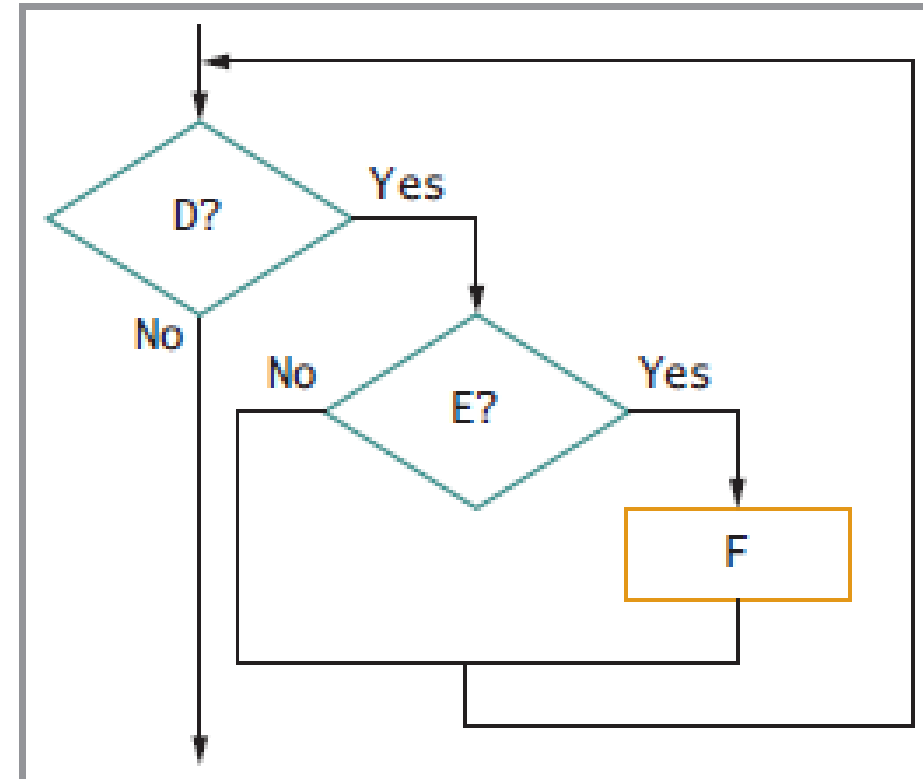 Yes
D?
No
No
Yes
E?
F